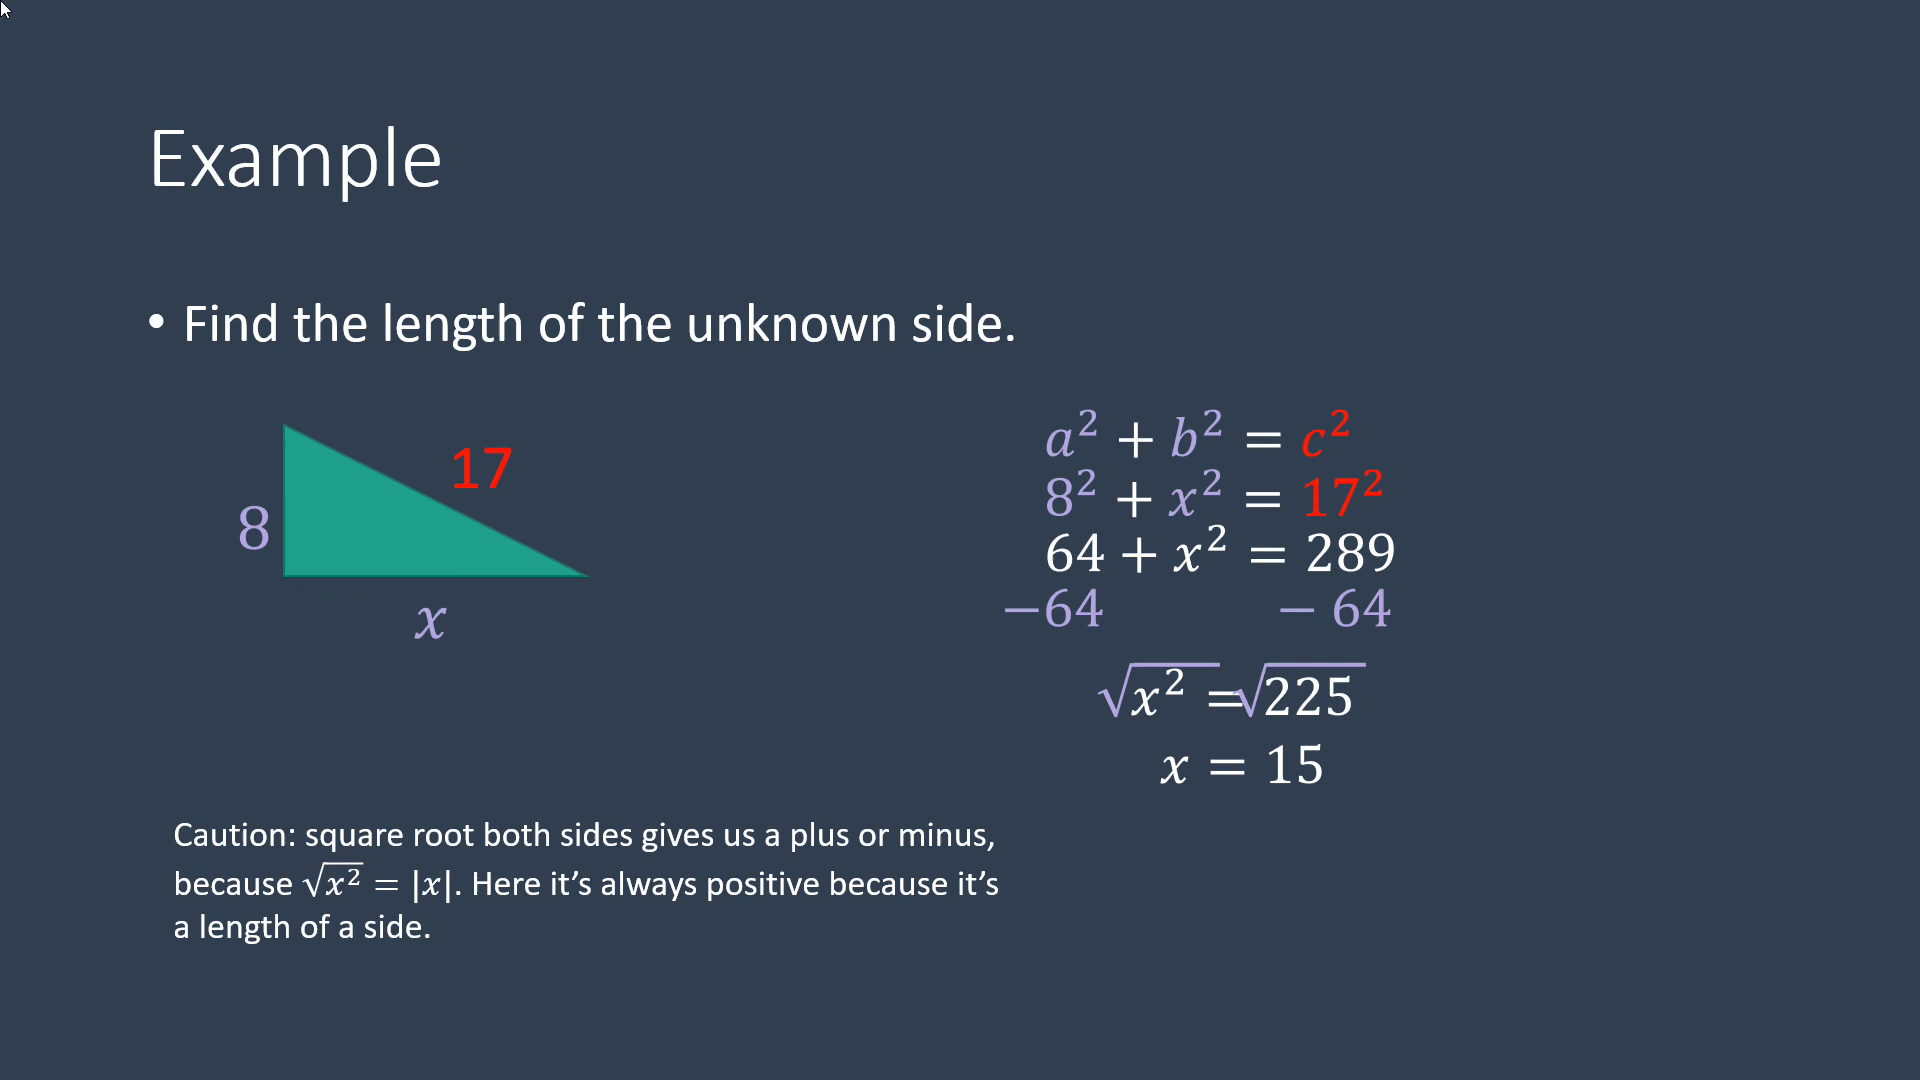 Example
• Find the length of the unknown side.
17
8
x
a² + b² = c²
8² + x² = 17²
64 + x² = 289
−64 − 64
√x² = √225
x = 15
Caution: square root both sides gives us a plus or minus,
because √x² = |x|. Here it’s always positive because it’s
a length of a side.